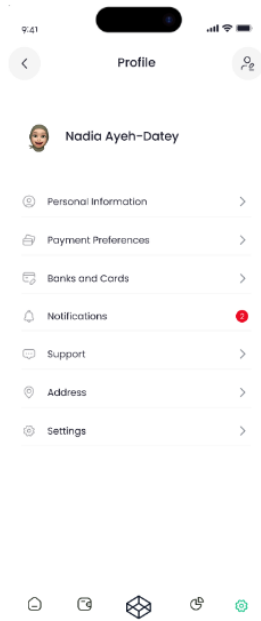 9:41
Profile
Nadia Ayeh-Datey
Personal Information
Payment Preferences
Banks and Cards
Notifications
2
Support
Address
Settings